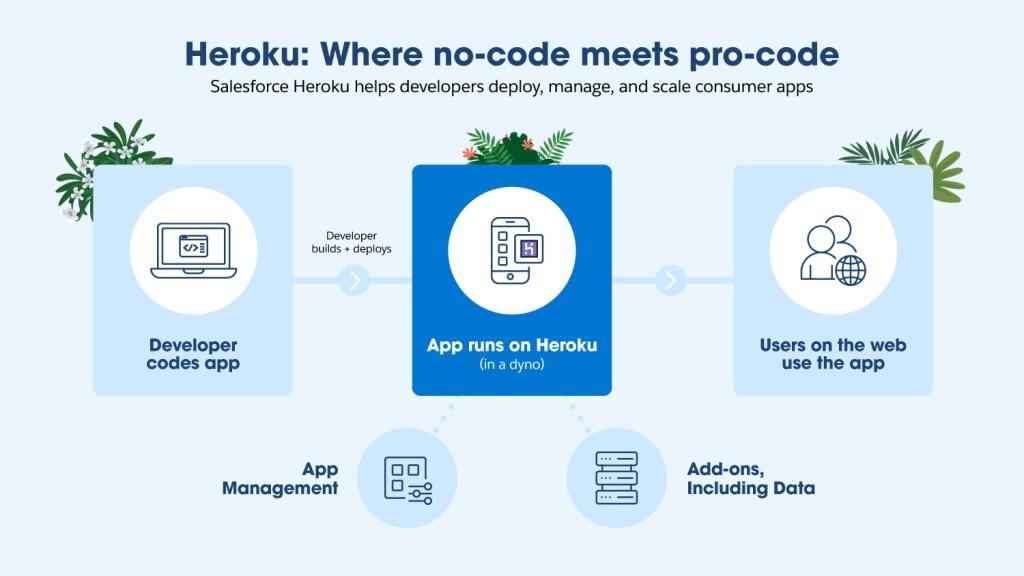 Heroku: Where no-code meets pro-code
Salesforce Heroku helps developers deploy, manage, and scale consumer apps
Developer
builds + deploys
Developer
codes app
App runs on Heroku
(in a dyno)
Users on the web
use the app
App
Management
Add-ons,
Including Data